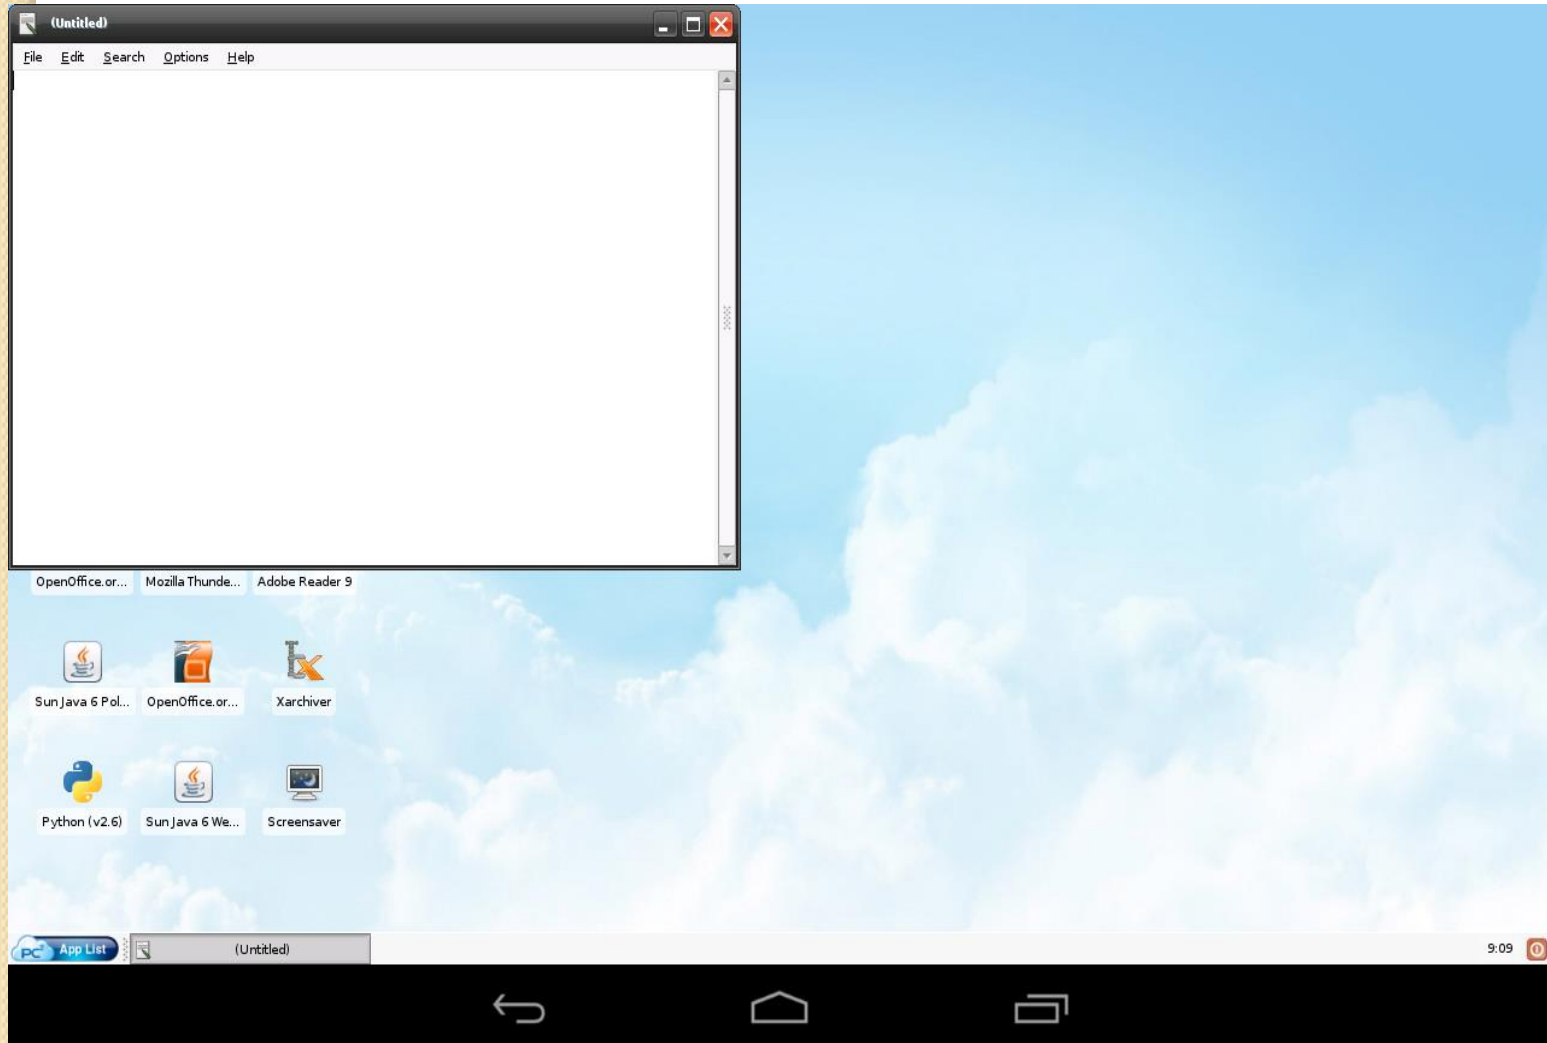 (Untitled)
File Edit Search Options Help
OpenOffice.or... Mozilla Thunde... Adobe Reader 9
Sun Java 6 Pol... OpenOffice.or... Xarchiver
Python (v2.6) Sun Java 6 We... Screensaver
PC² App List (Untitled) 9:09